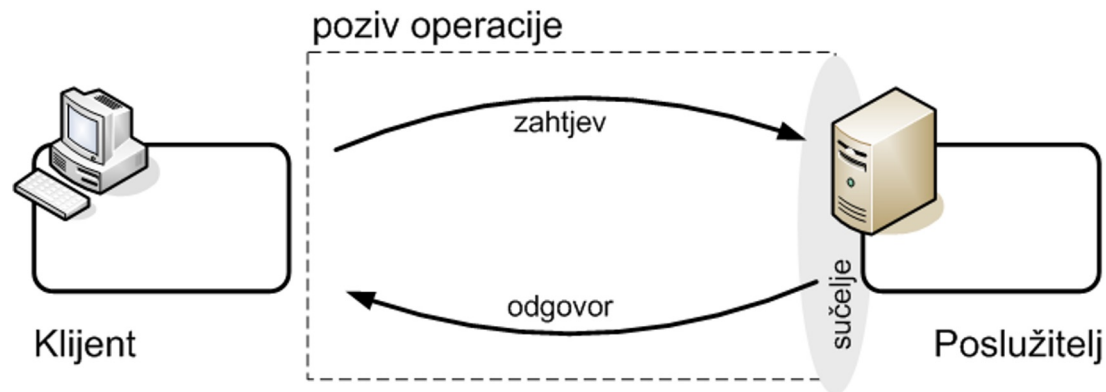 poziv operacije
zahtjev
odgovor
sučelje
Klijent
Poslužitelj